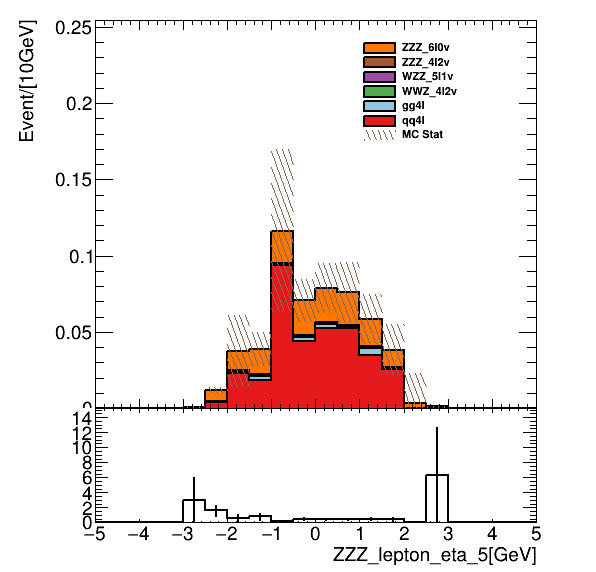 Event/[10GeV]
0.25
0.2
0.15
0.1
0.05
0
ZZZ_6l0v
ZZZ_4l2v
WZZ_5l1v
WWZ_4l2v
gg4l
qq4l
MC Stat
14
12
10
8
6
4
2
0
−5 −4 −3 −2 −1 0 1 2 3 4 5
ZZZ_lepton_eta_5[GeV]